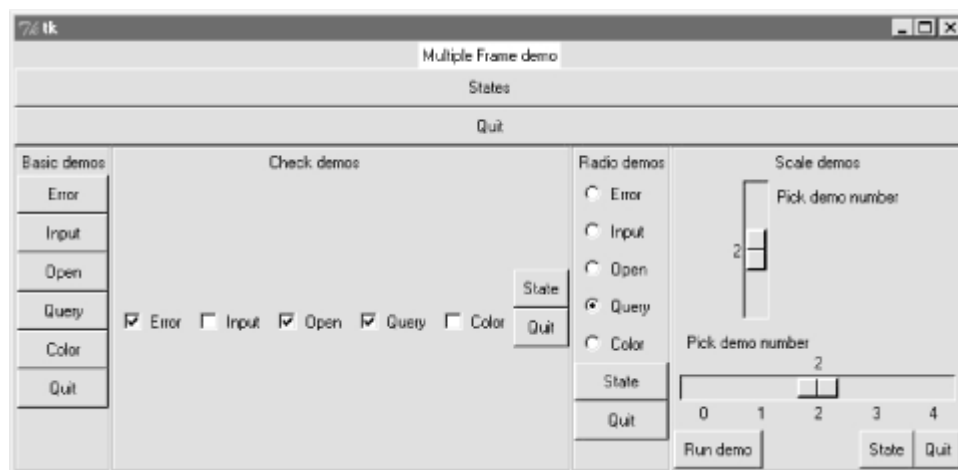 tk
Multiple Frame demo
States
Quit
Basic demos
Error
Input
Open
Query
Color
Quit
Check demos
Error Input Open Query Color
State
Quit
Radio demos
Error
Input
Open
Query
Color
State
Quit
Scale demos
Pick demo number
2
Pick demo number
2
0 1 2 3 4
Run demo State Quit